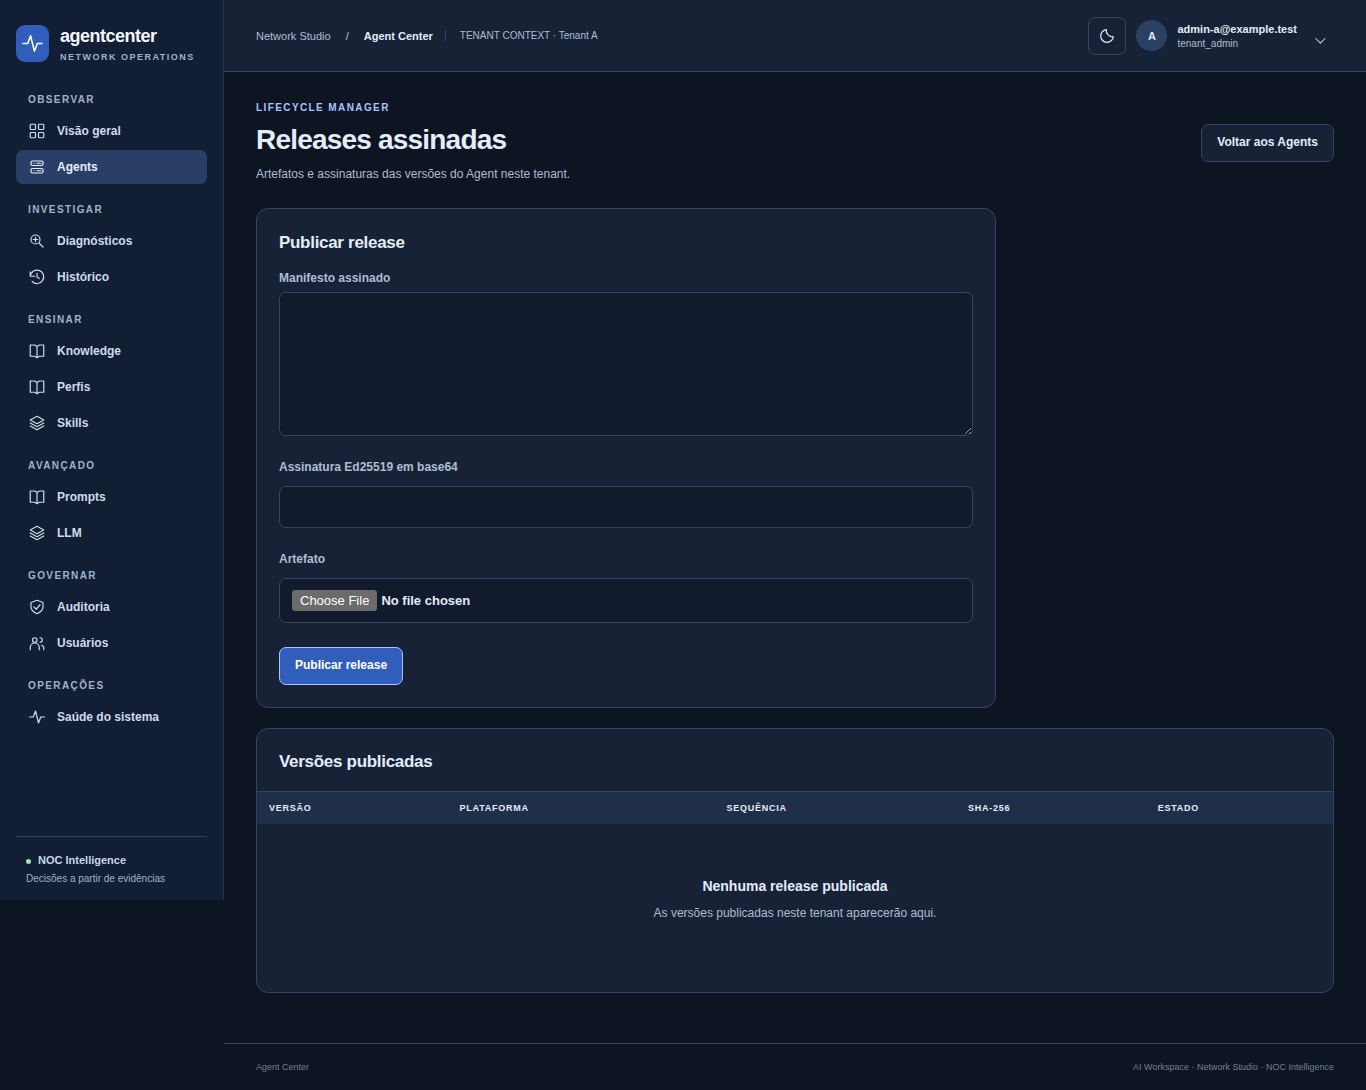 agentcenter
NETWORK OPERATIONS
OBSERVAR
Visão geral
Agents
INVESTIGAR
Diagnósticos
Histórico
ENSINAR
Knowledge
Perfis
Skills
AVANÇADO
Prompts
LLM
GOVERNAR
Auditoria
Usuários
OPERAÇÕES
Saúde do sistema
NOC Intelligence
Decisões a partir de evidências
Network Studio / Agent Center TENANT CONTEXT · Tenant A
A
admin-a@example.test
tenant_admin
LIFECYCLE MANAGER
Releases assinadas
Artefatos e assinaturas das versões do Agent neste tenant.
Voltar aos Agents
Publicar release
Manifesto assinado
Assinatura Ed25519 em base64
Artefato
Choose File No file chosen
Publicar release
Versões publicadas
VERSÃO PLATAFORMA SEQUÊNCIA SHA-256 ESTADO
Nenhuma release publicada
As versões publicadas neste tenant aparecerão aqui.
Agent Center
AI Workspace · Network Studio · NOC Intelligence